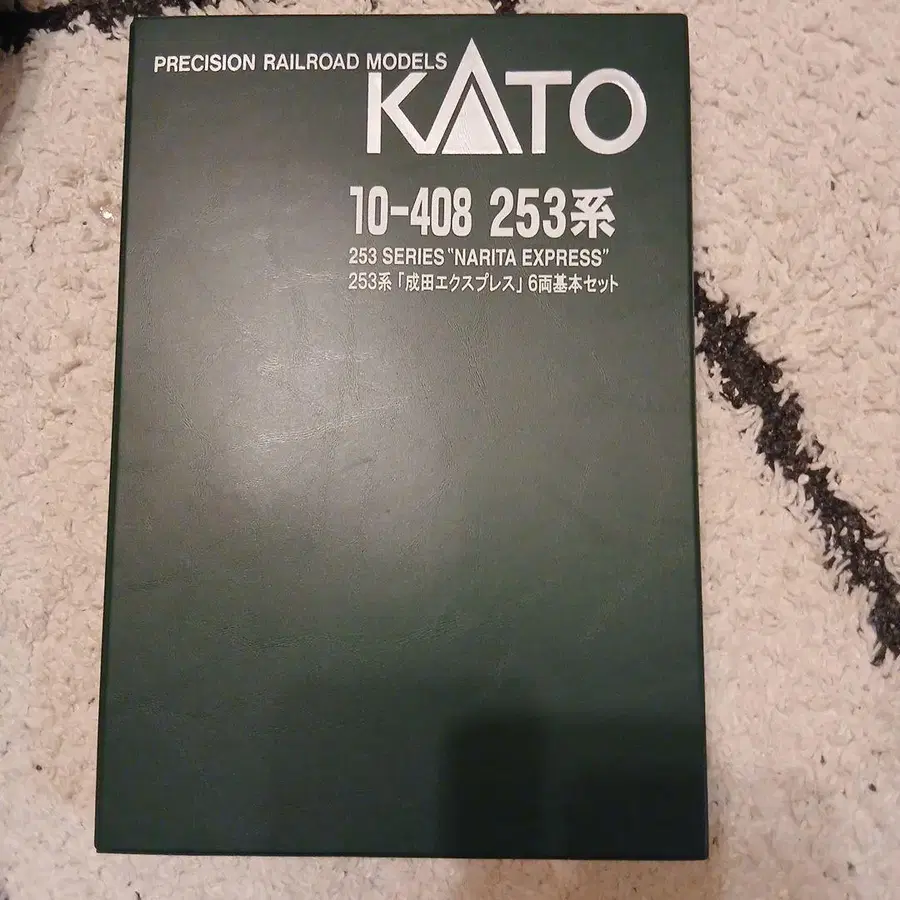 PRECISION RAILROAD MODELS
KATO
10-408 253系
253 SERIES "NARITA EXPRESS"
253系「成田エクスプレス」6両基本セット